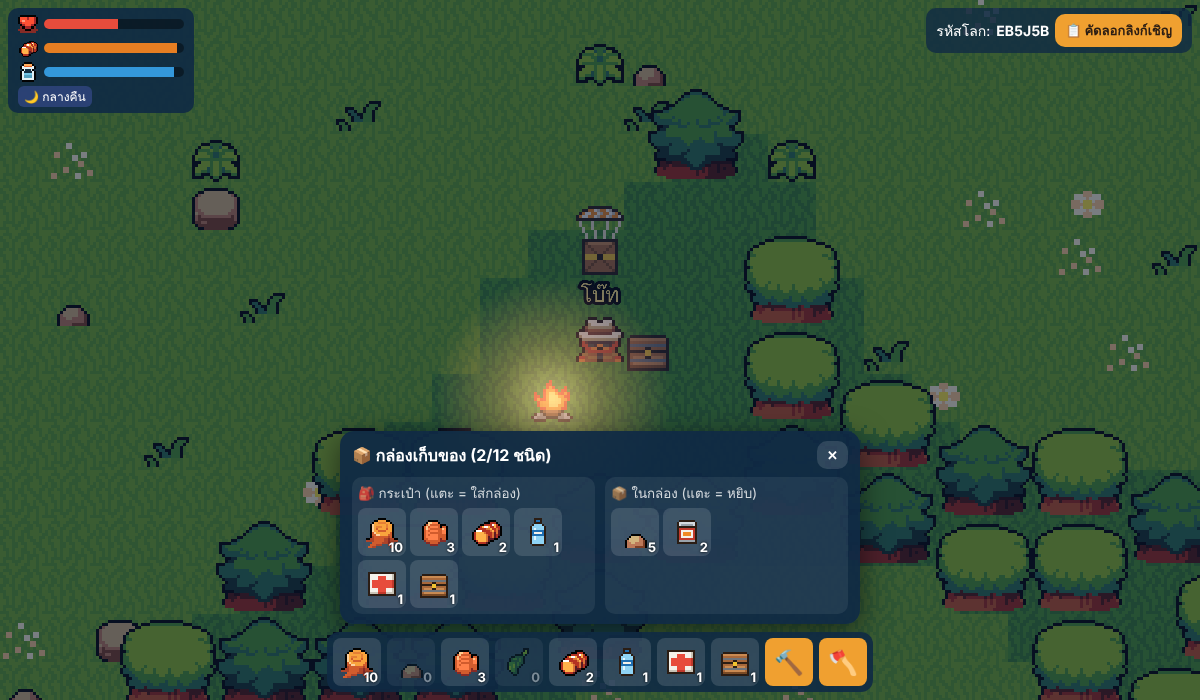 รหัสโลก: EB5J5B
📋 คัดลอกลิงก์เชิญ
🌙 กลางคืน
โบ๊ท
📦 กล่องเก็บของ (2/12 ชนิด)
×
🎒 กระเป๋า (แตะ = ใส่กล่อง)
📦 ในกล่อง (แตะ = หยิบ)
10 3 2 1
5 2
1 1
10 0 3 0 2 1 1 1